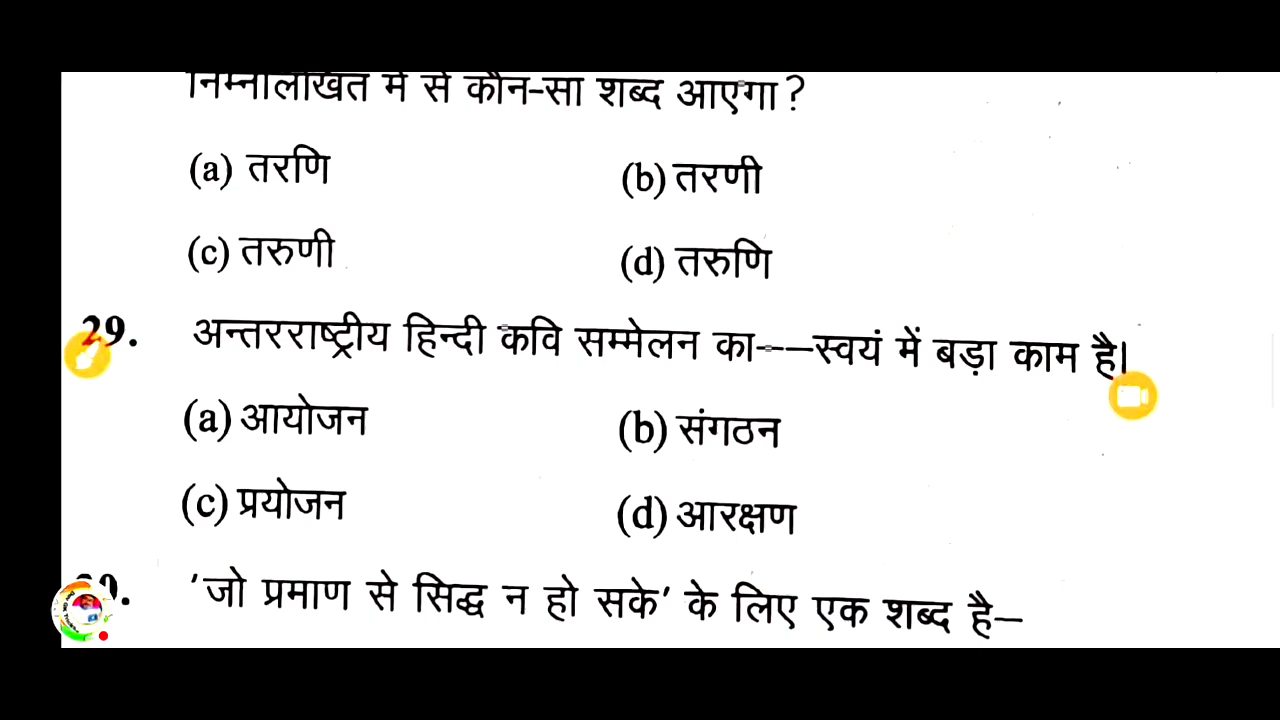 निम्नलिखित में से कौन-सा शब्द आएगा?
(a) तरणि (b) तरणी
(c) तरुणी (d) तरुणि
29. अन्तरराष्ट्रीय हिन्दी कवि सम्मेलन का---स्वयं में बड़ा काम है।
(a) आयोजन (b) संगठन
(c) प्रयोजन (d) आरक्षण
'जो प्रमाण से सिद्ध न हो सके' के लिए एक शब्द है–